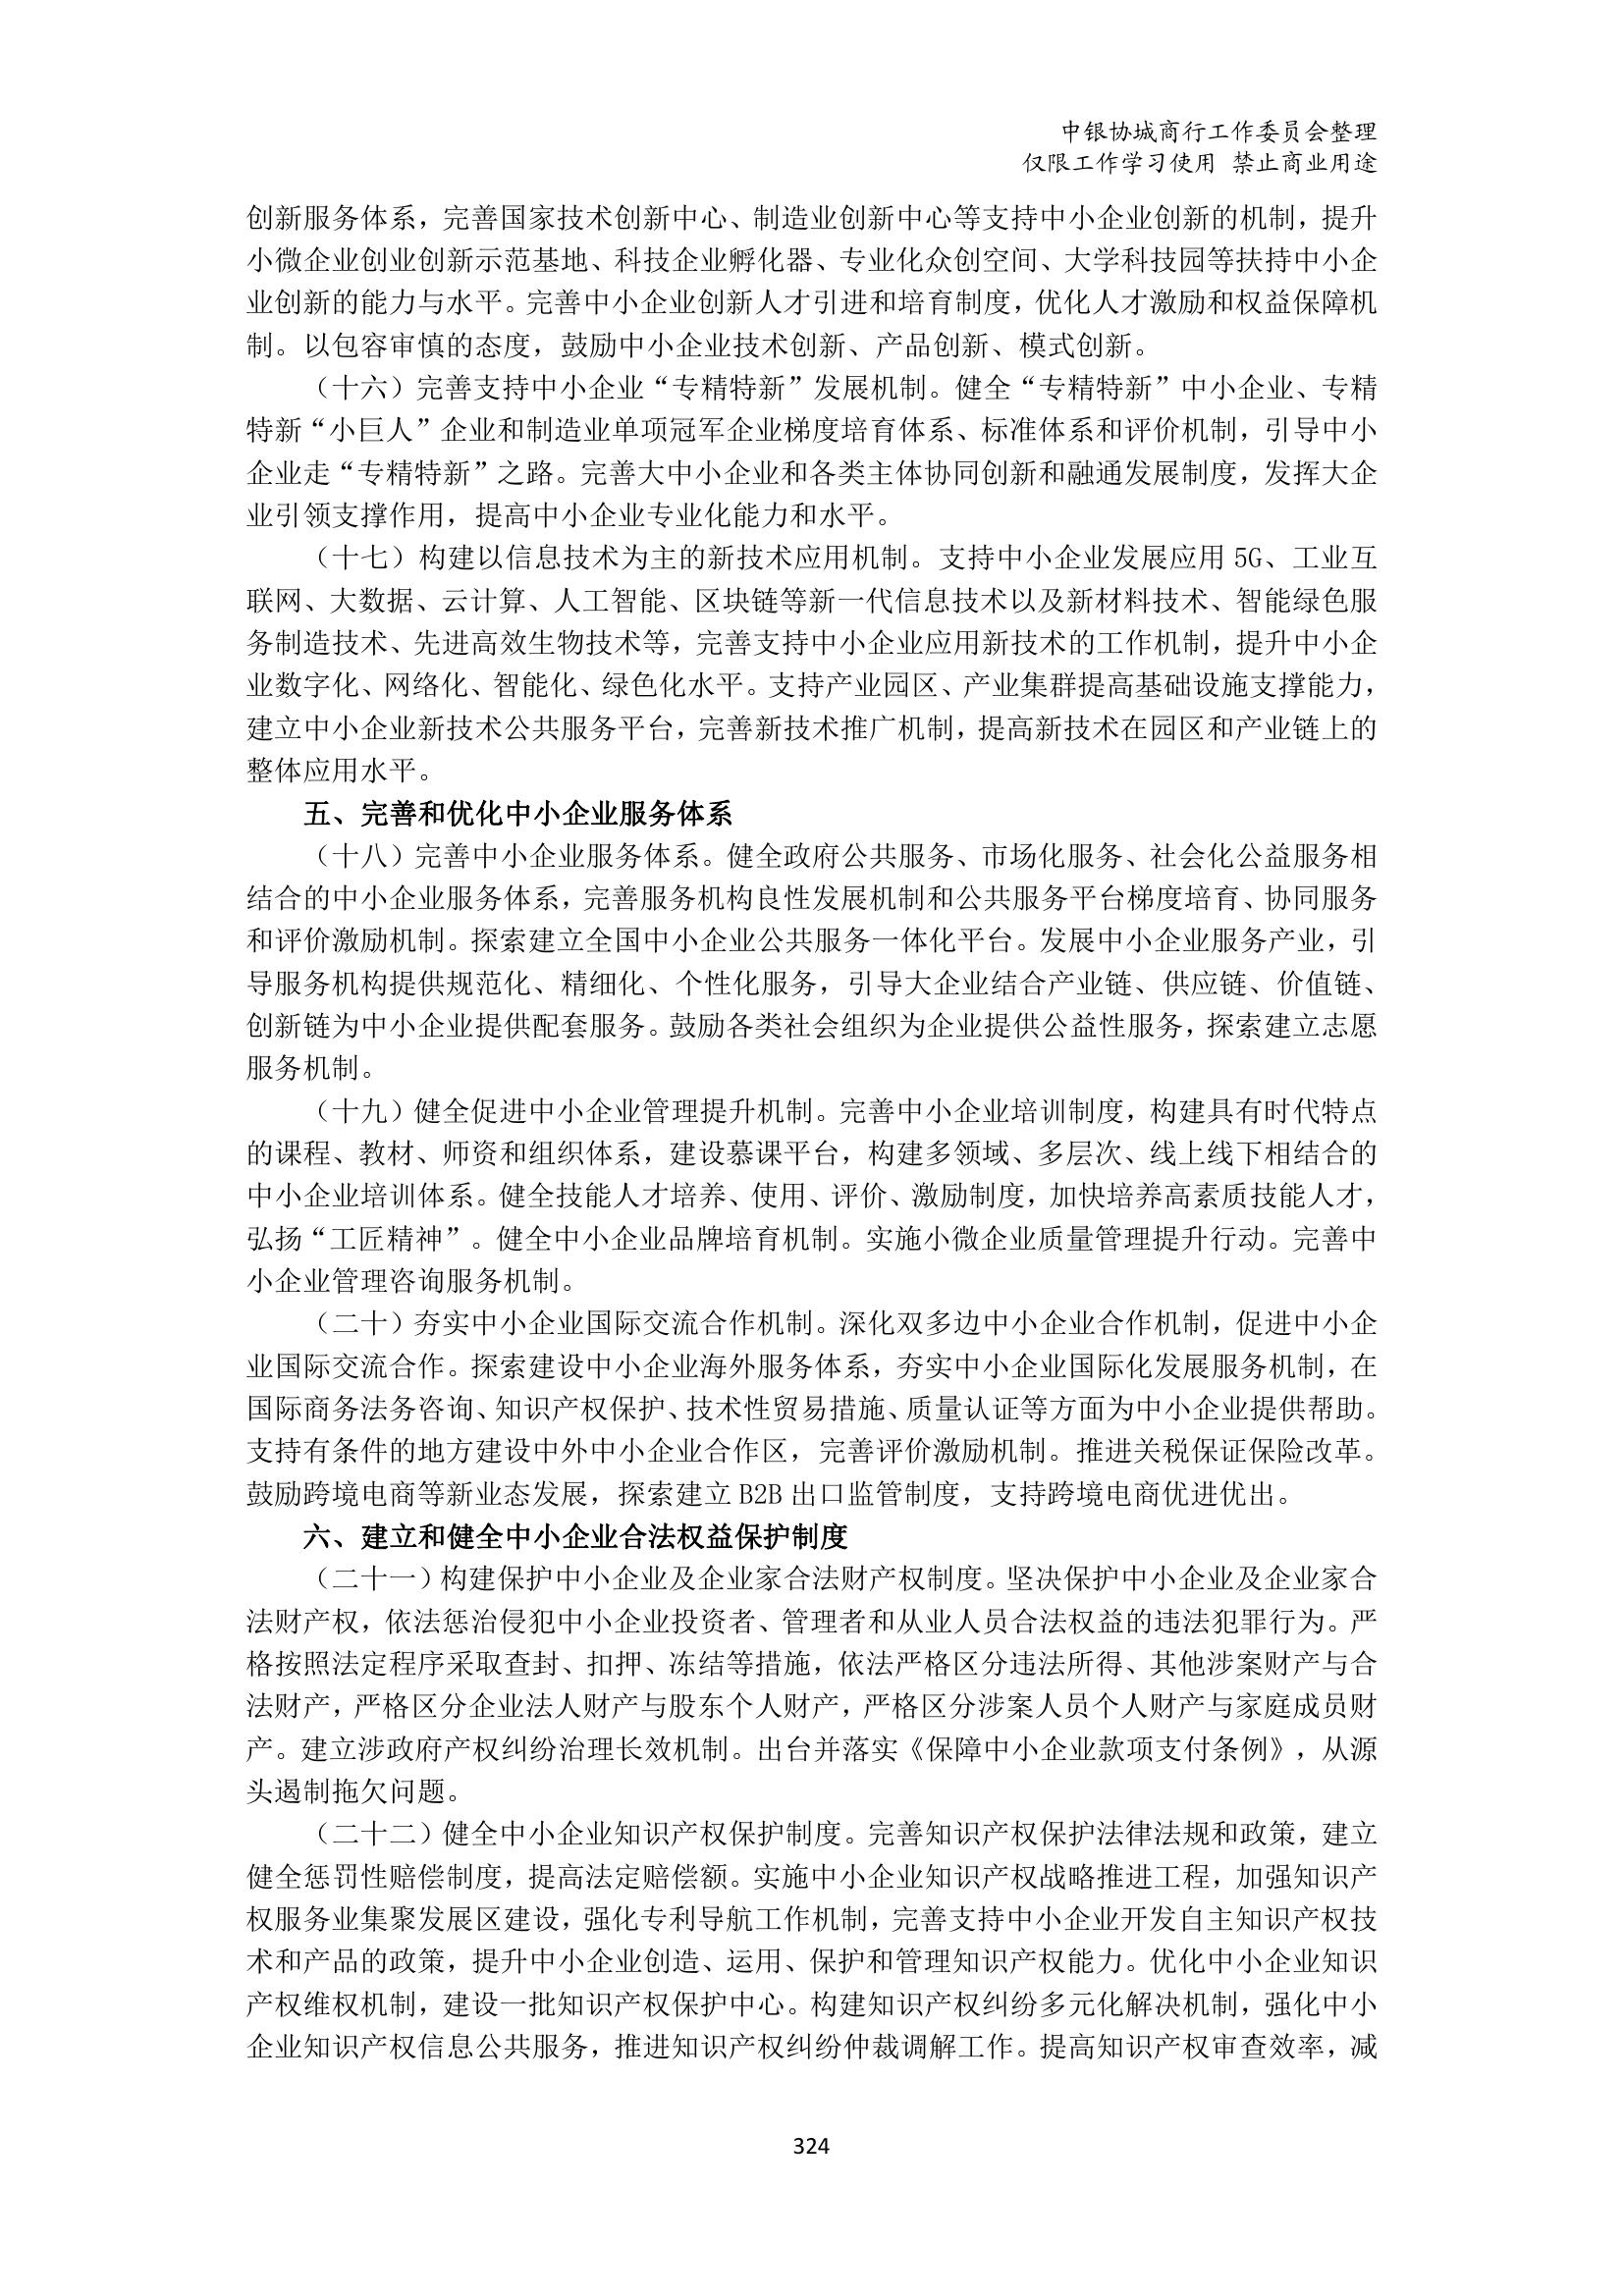 中银协城商行工作委员会整理
仅限工作学习使用 禁止商业用途
创新服务体系，完善国家技术创新中心、制造业创新中心等支持中小企业创新的机制，提升
小微企业创业创新示范基地、科技企业孵化器、专业化众创空间、大学科技园等扶持中小企
业创新的能力与水平。完善中小企业创新人才引进和培育制度，优化人才激励和权益保障机
制。以包容审慎的态度，鼓励中小企业技术创新、产品创新、模式创新。
（十六）完善支持中小企业“专精特新”发展机制。健全“专精特新”中小企业、专精
特新“小巨人”企业和制造业单项冠军企业梯度培育体系、标准体系和评价机制，引导中小
企业走“专精特新”之路。完善大中小企业和各类主体协同创新和融通发展制度，发挥大企
业引领支撑作用，提高中小企业专业化能力和水平。
（十七）构建以信息技术为主的新技术应用机制。支持中小企业发展应用 5G、工业互
联网、大数据、云计算、人工智能、区块链等新一代信息技术以及新材料技术、智能绿色服
务制造技术、先进高效生物技术等，完善支持中小企业应用新技术的工作机制，提升中小企
业数字化、网络化、智能化、绿色化水平。支持产业园区、产业集群提高基础设施支撑能力，
建立中小企业新技术公共服务平台，完善新技术推广机制，提高新技术在园区和产业链上的
整体应用水平。
五、完善和优化中小企业服务体系
（十八）完善中小企业服务体系。健全政府公共服务、市场化服务、社会化公益服务相
结合的中小企业服务体系，完善服务机构良性发展机制和公共服务平台梯度培育、协同服务
和评价激励机制。探索建立全国中小企业公共服务一体化平台。发展中小企业服务产业，引
导服务机构提供规范化、精细化、个性化服务，引导大企业结合产业链、供应链、价值链、
创新链为中小企业提供配套服务。鼓励各类社会组织为企业提供公益性服务，探索建立志愿
服务机制。
（十九）健全促进中小企业管理提升机制。完善中小企业培训制度，构建具有时代特点
的课程、教材、师资和组织体系，建设慕课平台，构建多领域、多层次、线上线下相结合的
中小企业培训体系。健全技能人才培养、使用、评价、激励制度，加快培养高素质技能人才，
弘扬“工匠精神”。健全中小企业品牌培育机制。实施小微企业质量管理提升行动。完善中
小企业管理咨询服务机制。
（二十）夯实中小企业国际交流合作机制。深化双多边中小企业合作机制，促进中小企
业国际交流合作。探索建设中小企业海外服务体系，夯实中小企业国际化发展服务机制，在
国际商务法务咨询、知识产权保护、技术性贸易措施、质量认证等方面为中小企业提供帮助。
支持有条件的地方建设中外中小企业合作区，完善评价激励机制。推进关税保证保险改革。
鼓励跨境电商等新业态发展，探索建立 B2B 出口监管制度，支持跨境电商优进优出。
六、建立和健全中小企业合法权益保护制度
（二十一）构建保护中小企业及企业家合法财产权制度。坚决保护中小企业及企业家合
法财产权，依法惩治侵犯中小企业投资者、管理者和从业人员合法权益的违法犯罪行为。严
格按照法定程序采取查封、扣押、冻结等措施，依法严格区分违法所得、其他涉案财产与合
法财产，严格区分企业法人财产与股东个人财产，严格区分涉案人员个人财产与家庭成员财
产。建立涉政府产权纠纷治理长效机制。出台并落实《保障中小企业款项支付条例》，从源
头遏制拖欠问题。
（二十二）健全中小企业知识产权保护制度。完善知识产权保护法律法规和政策，建立
健全惩罚性赔偿制度，提高法定赔偿额。实施中小企业知识产权战略推进工程，加强知识产
权服务业集聚发展区建设，强化专利导航工作机制，完善支持中小企业开发自主知识产权技
术和产品的政策，提升中小企业创造、运用、保护和管理知识产权能力。优化中小企业知识
产权维权机制，建设一批知识产权保护中心。构建知识产权纠纷多元化解决机制，强化中小
企业知识产权信息公共服务，推进知识产权纠纷仲裁调解工作。提高知识产权审查效率，减
324